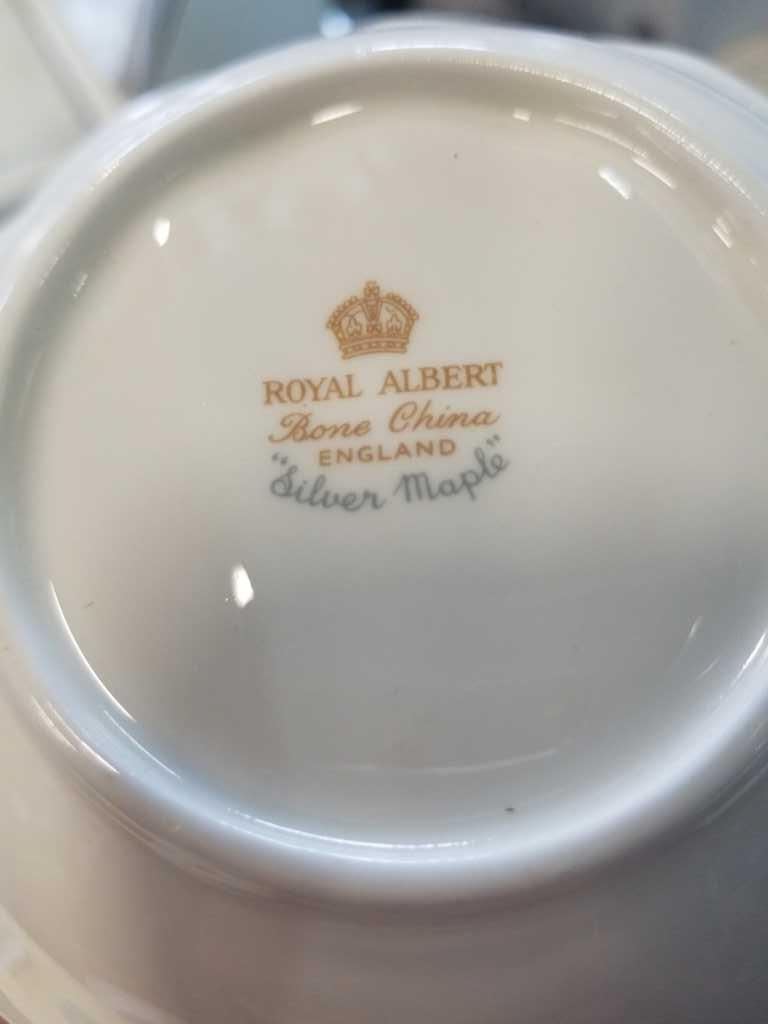 ROYAL ALBERT
Bone China
ENGLAND
"Silver Maple"